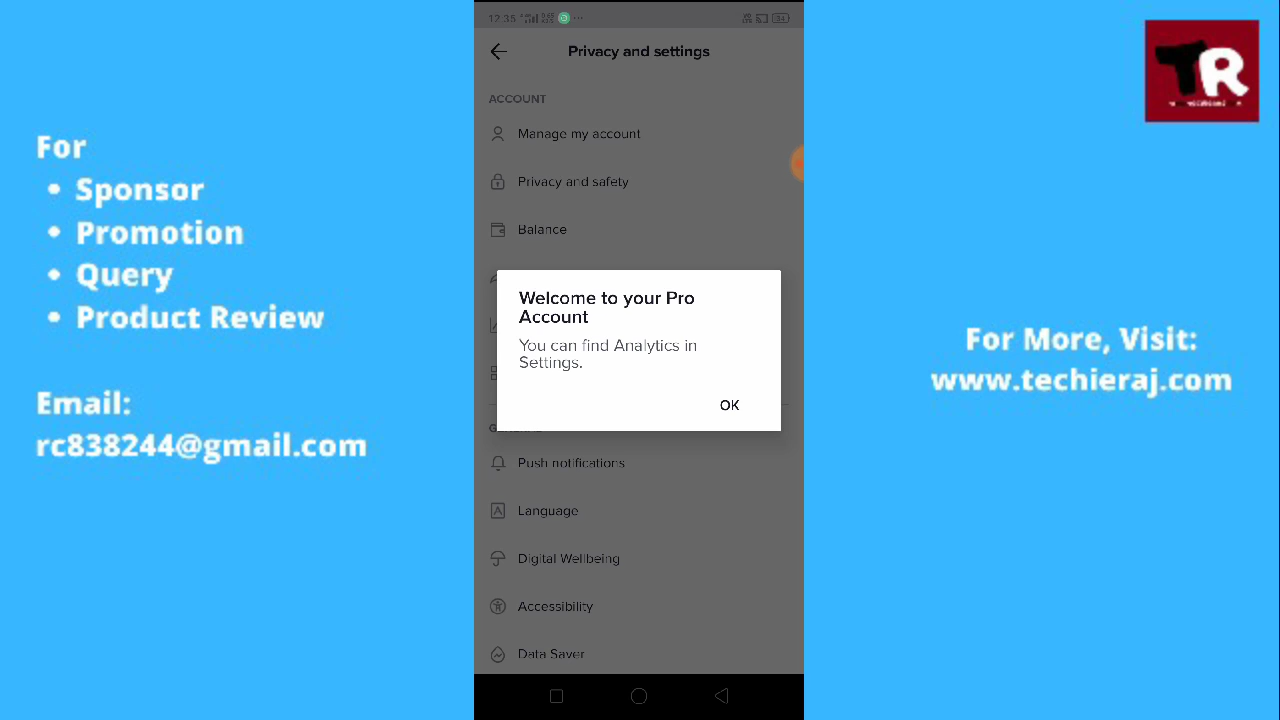 For
• Sponsor
• Promotion
• Query
• Product Review
Email:
rc838244@gmail.com
12:35
Privacy and settings
ACCOUNT
Manage my account
Privacy and safety
Balance
Welcome to your Pro
Account
You can find Analytics in
Settings.
OK
Push notifications
Language
Digital Wellbeing
Accessibility
Data Saver
TR
For More, Visit:
www.techieraj.com